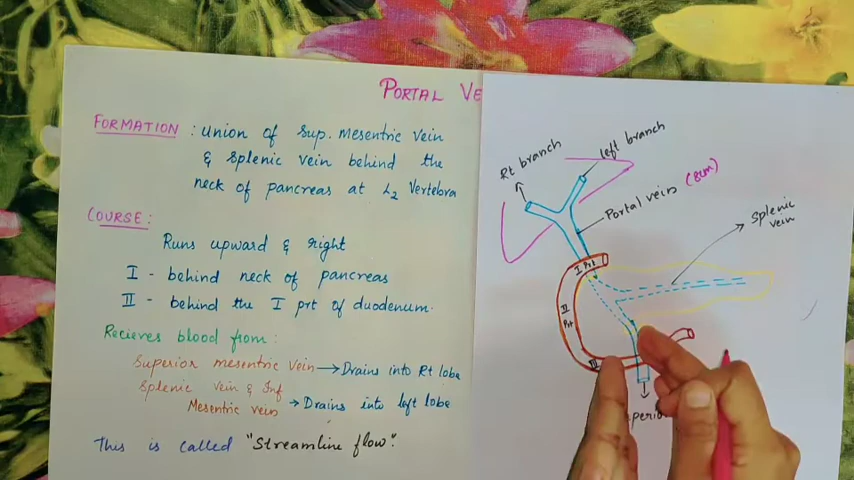 PORTAL VE
FORMATION : Union of Sup. Mesentric vein
& Splenic vein behind the
neck of pancreas at L2 Vertebra
COURSE:
Runs upward & right
I - behind neck of pancreas
II - behind the I prt of duodenum.
Recieves blood from:
Superior mesentric vein → Drains into Rt lobe
Splenic vein & Inf
Mesentric vein → Drains into left lobe
This is called "Streamline flow".
Rt branch
left branch
Portal vein (8cm)
Splenic
vein
I Prt
II
Prt
III